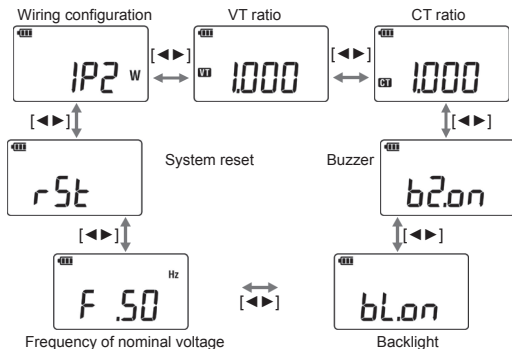 Wiring configuration VT ratio CT ratio
[◄►] [◄►]
1P2 W VT 1.000 CT 1.000
[◄►] [◄►]
System reset Buzzer
rSt bZ.on
[◄►] [◄►]
Hz
[◄►]
F .50 bL.on
Frequency of nominal voltage Backlight